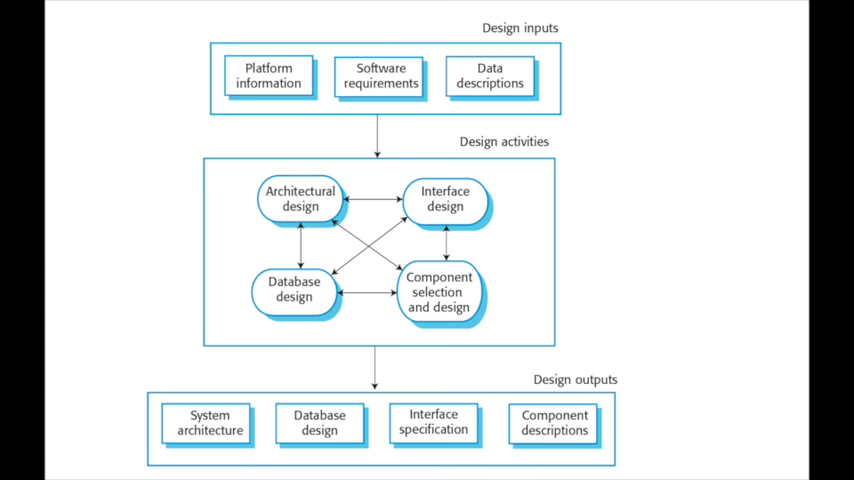 Design inputs
Platform
information
Software
requirements
Data
descriptions
Design activities
Architectural
design
Interface
design
Database
design
Component
selection
and design
Design outputs
System
architecture
Database
design
Interface
specification
Component
descriptions